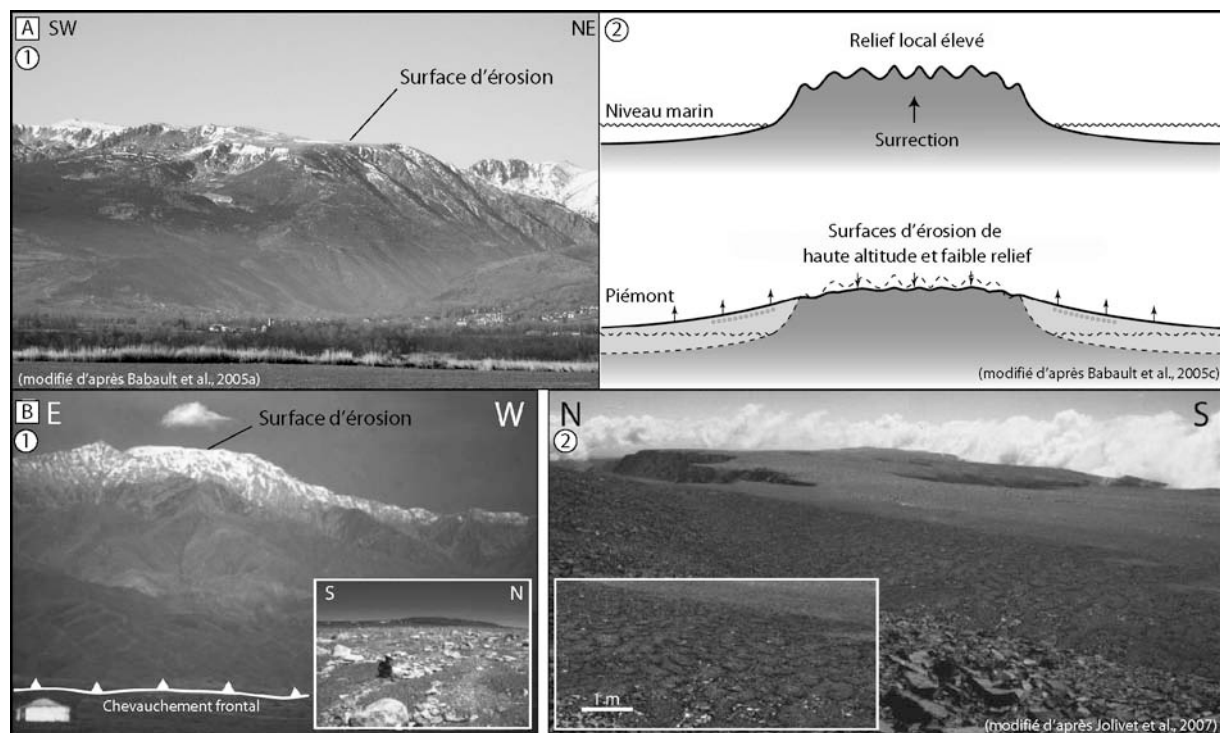 A SW
NE
1
Surface d'érosion
(modifié d'après Babault et al., 2005a)
2
Relief local élevé
Niveau marin
Surrection
Surfaces d'érosion de
haute altitude et faible relief
Piémont
(modifié d'après Babault et al., 2005c)
B E
W
1
Surface d'érosion
S
N
Chevauchement frontal
N
S
2
1 m
(modifié d'après Jolivet et al., 2007)